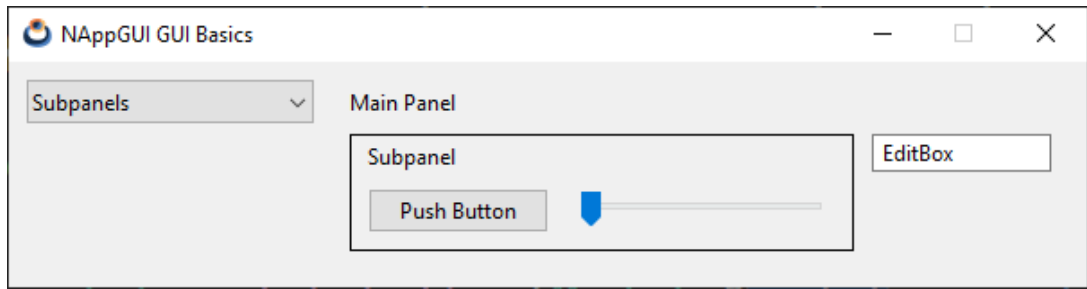 NAppGUI GUI Basics
Subpanels
Main Panel
Subpanel
EditBox
Push Button